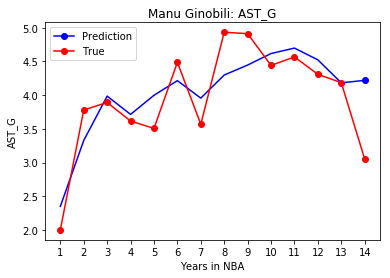 Manu Ginobili: AST_G
Prediction
True
5.0
4.5
4.0
3.5
3.0
2.5
2.0
AST_G
1 2 3 4 5 6 7 8 9 10 11 12 13 14
Years in NBA